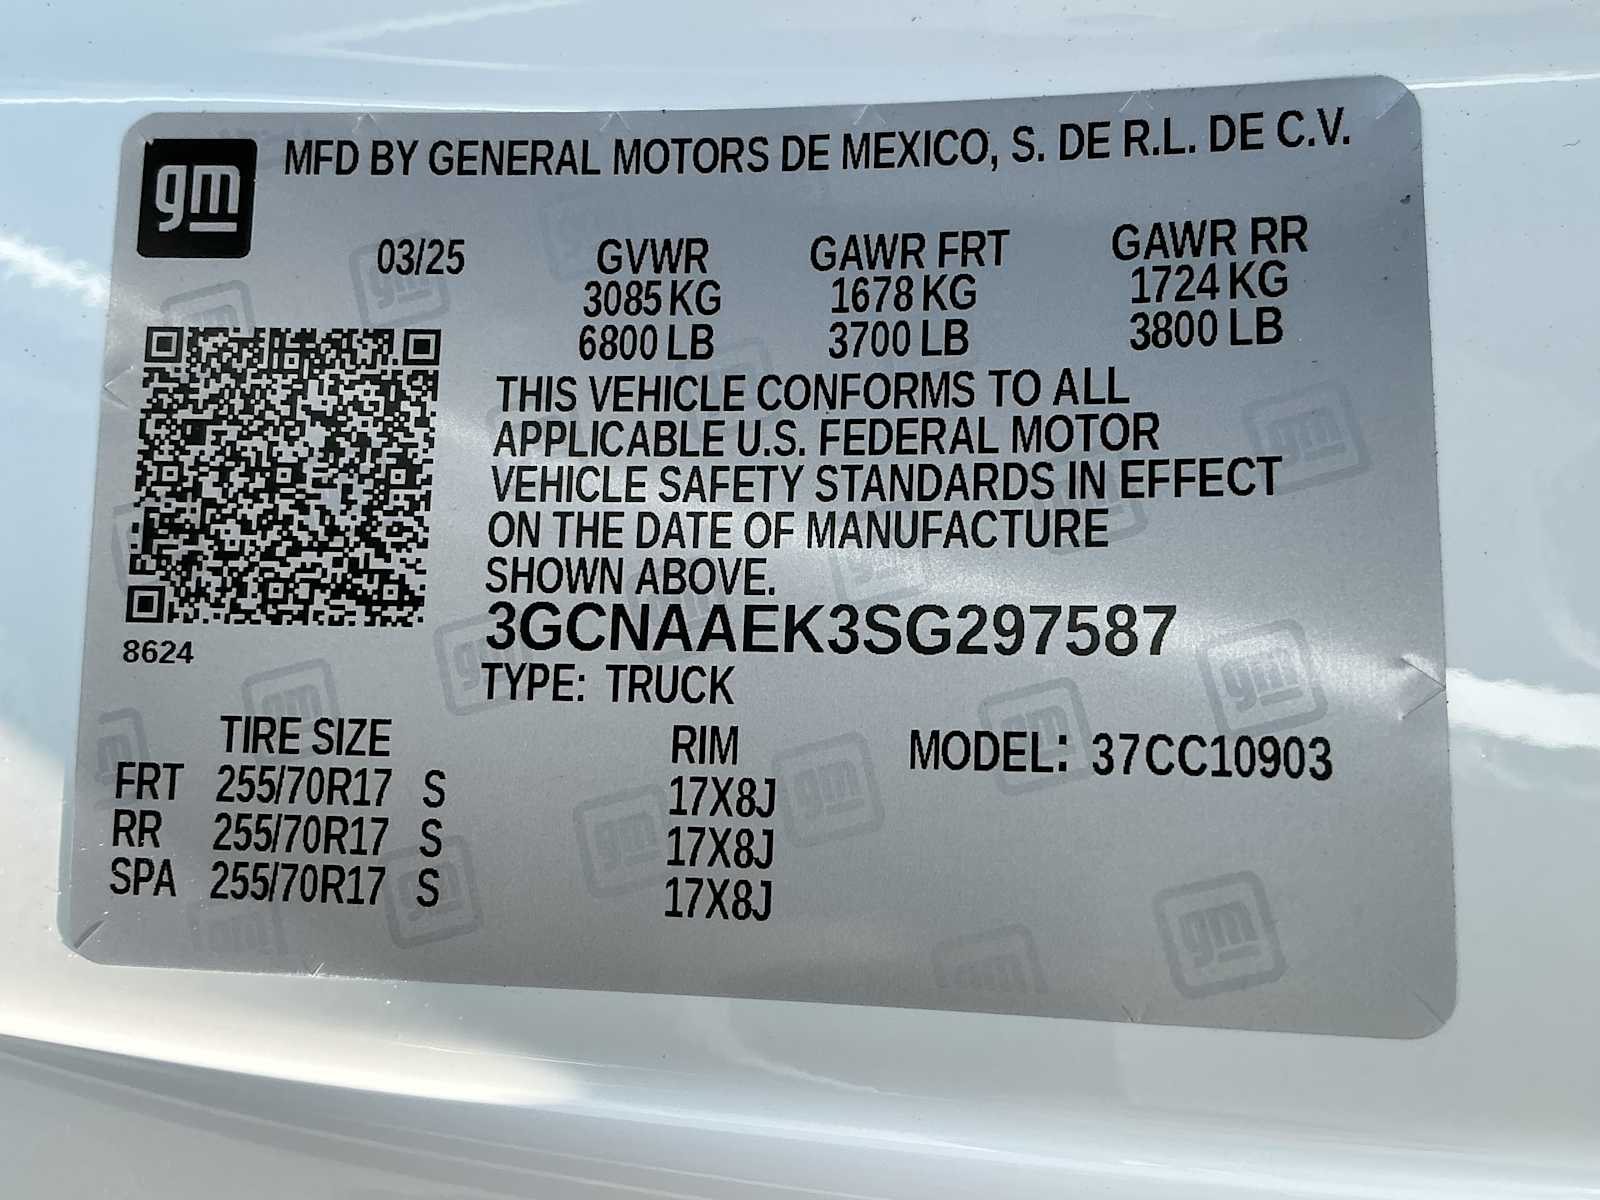 gm
MFD BY GENERAL MOTORS DE MEXICO, S. DE R.L. DE C.V.
03/25 GVWR GAWR FRT GAWR RR
3085 KG 1678 KG 1724 KG
6800 LB 3700 LB 3800 LB
THIS VEHICLE CONFORMS TO ALL
APPLICABLE U.S. FEDERAL MOTOR
VEHICLE SAFETY STANDARDS IN EFFECT
ON THE DATE OF MANUFACTURE
SHOWN ABOVE.
3GCNAAEK3SG297587
8624
TYPE: TRUCK
TIRE SIZE RIM MODEL: 37CC10903
FRT 255/70R17 S 17X8J
RR 255/70R17 S 17X8J
SPA 255/70R17 S 17X8J